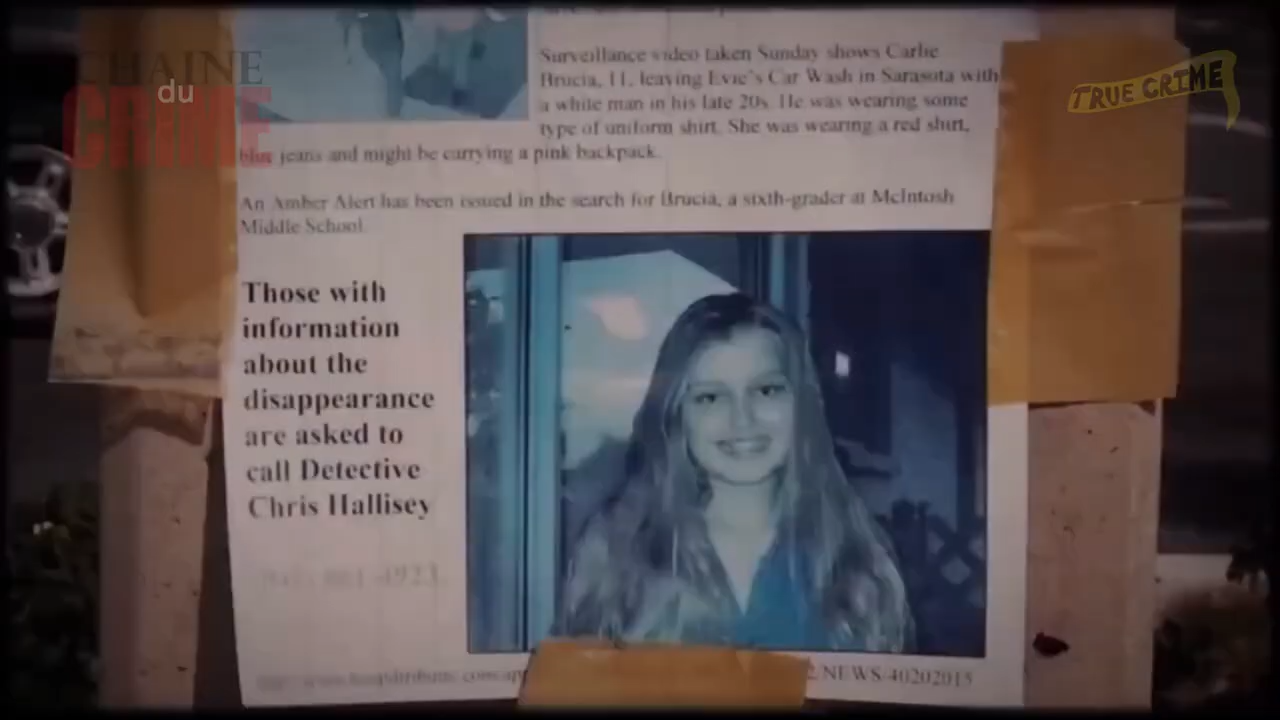 CHAINE
du
CRIME
TRUE CRIME
Surveillance video taken Sunday shows Carlie
Brucia, 11, leaving Evie's Car Wash in Sarasota with
a white man in his late 20s. He was wearing some
type of uniform shirt. She was wearing a red shirt,
blue jeans and might be carrying a pink backpack.
An Amber Alert has been issued in the search for Brucia, a sixth-grader at McIntosh
Middle School.
Those with
information
about the
disappearance
are asked to
call Detective
Chris Hallisey
NEWS/40202015